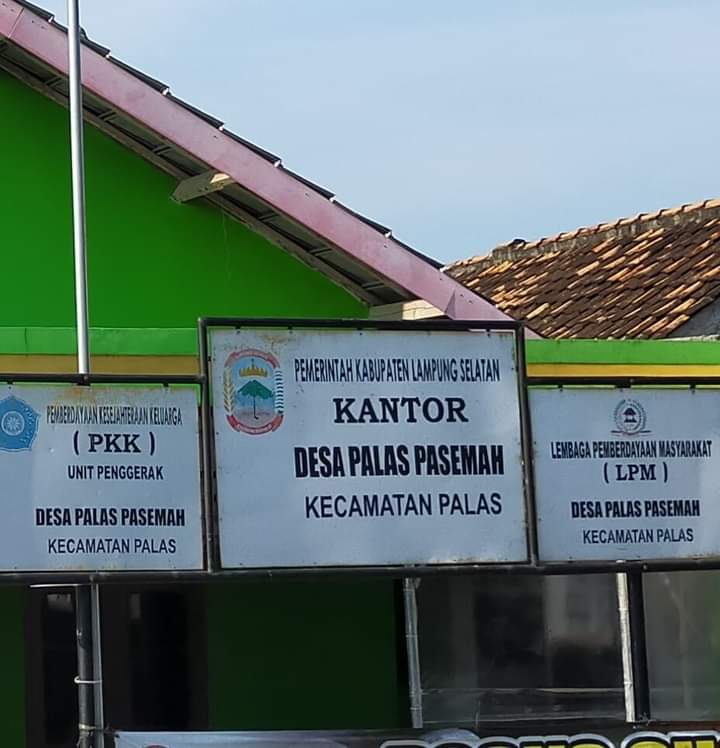 PEMBERDAYAAN KESEJAHTERAAN KELUARGA
( PKK )
UNIT PENGGERAK
DESA PALAS PASEMAH
KECAMATAN PALAS
PEMERINTAH KABUPATEN LAMPUNG SELATAN
KANTOR
DESA PALAS PASEMAH
KECAMATAN PALAS
LEMBAGA PEMBERDAYAAN MASYARAKAT
( LPM )
DESA PALAS PASEMAH
KECAMATAN PALAS